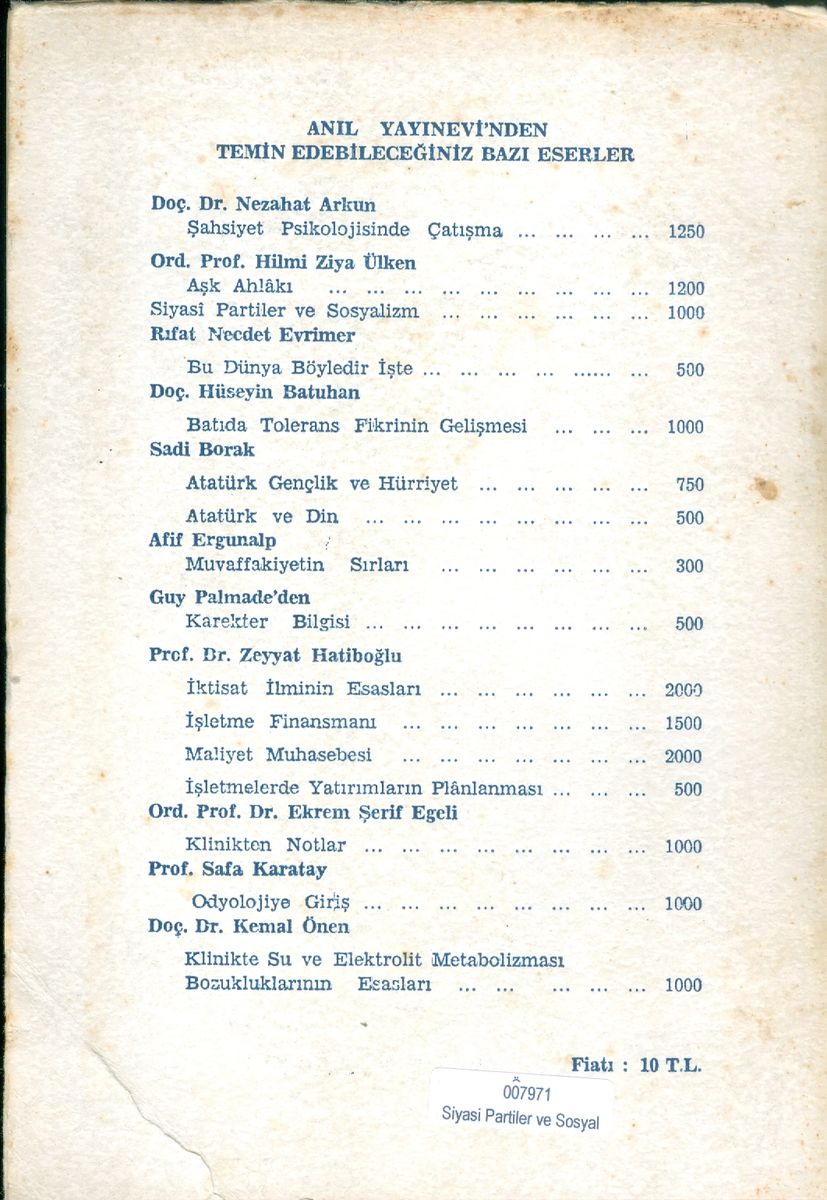 ANIL YAYINEVİ'NDEN
TEMİN EDEBİLECEĞİNİZ BAZI ESERLER
Doç. Dr. Nezahat Arkun
Şahsiyet Psikolojisinde Çatışma ... ... ... ... 1250
Ord. Prof. Hilmi Ziya Ülken
Aşk Ahlâkı ... ... ... ... ... ... ... ... ... 1200
Siyasî Partiler ve Sosyalizm ... ... ... ... ... ... 1000
Rıfat Necdet Evrimer
Bu Dünya Böyledir İşte ... ... ... ... ...... ... 500
Doç. Hüseyin Batuhan
Batıda Tolerans Fikrinin Gelişmesi ... ... ... 1000
Sadi Borak
Atatürk Gençlik ve Hürriyet ... ... ... ... ... 750
Atatürk ve Din ... ... ... ... ... ... ... ... 500
Afif Ergunalp
Muvaffakiyetin Sırları ... ... ... ... ... ... 300
Guy Palmade'den
Karekter Bilgisi ... ... ... ... ... ... ... ... 500
Prof. Dr. Zeyyat Hatiboğlu
İktisat İlminin Esasları ... ... ... ... ... ... 2000
İşletme Finansmanı ... ... ... ... ... ... ... 1500
Maliyet Muhasebesi ... ... ... ... ... ... ... 2000
İşletmelerde Yatırımların Plânlanması ... ... ... 500
Ord. Prof. Dr. Ekrem Şerif Egeli
Klinikten Notlar ... ... ... ... ... ... ... ... 1000
Prof. Safa Karatay
Odyolojiye Giriş ... ... ... ... ... ... ... ... 1000
Doç. Dr. Kemal Önen
Klinikte Su ve Elektrolit Metabolizması
Bozukluklarının Esasları ... ... ... ... ... 1000
Fiatı : 10 T.L.
007971
Siyasi Partiler ve Sosyal